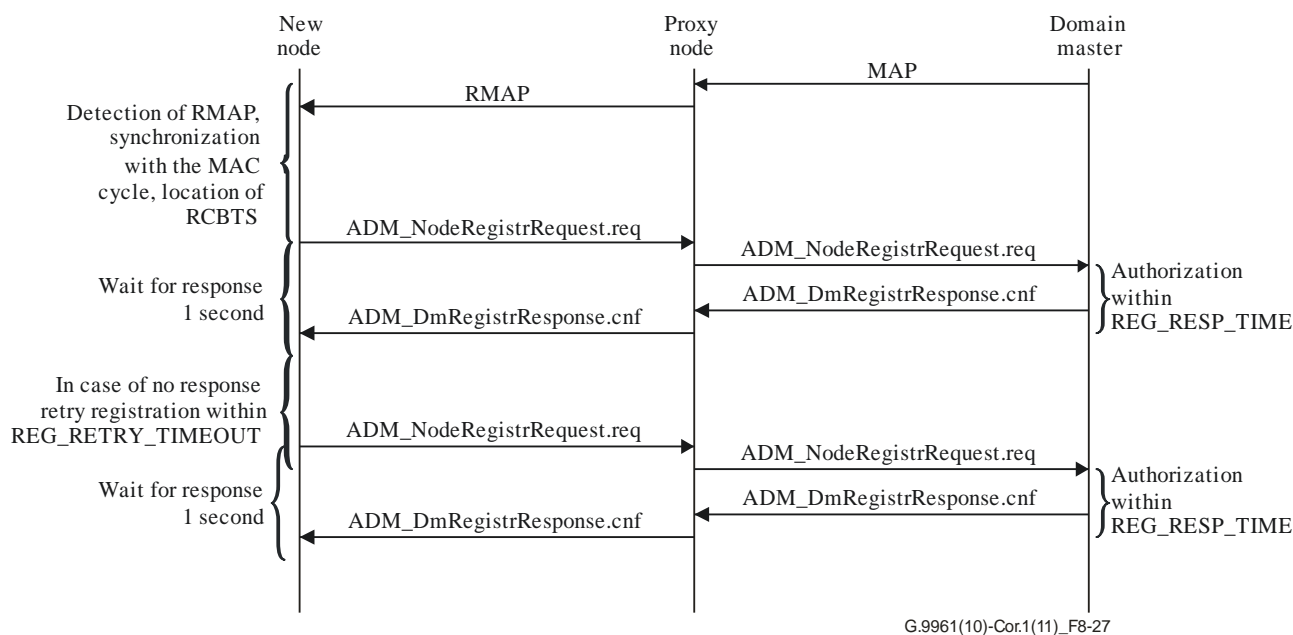 New
node
Proxy
node
Domain
master
MAP
RMAP
Detection of RMAP,
synchronization
with the MAC
cycle, location of
RCBTS
ADM_NodeRegistrRequest.req
ADM_NodeRegistrRequest.req
Wait for response
1 second
Authorization
within
REG_RESP_TIME
ADM_DmRegistrResponse.cnf
ADM_DmRegistrResponse.cnf
In case of no response
retry registration within
REG_RETRY_TIMEOUT
ADM_NodeRegistrRequest.req
ADM_NodeRegistrRequest.req
Wait for response
1 second
Authorization
within
REG_RESP_TIME
ADM_DmRegistrResponse.cnf
ADM_DmRegistrResponse.cnf
G.9961(10)-Cor.1(11)_F8-27